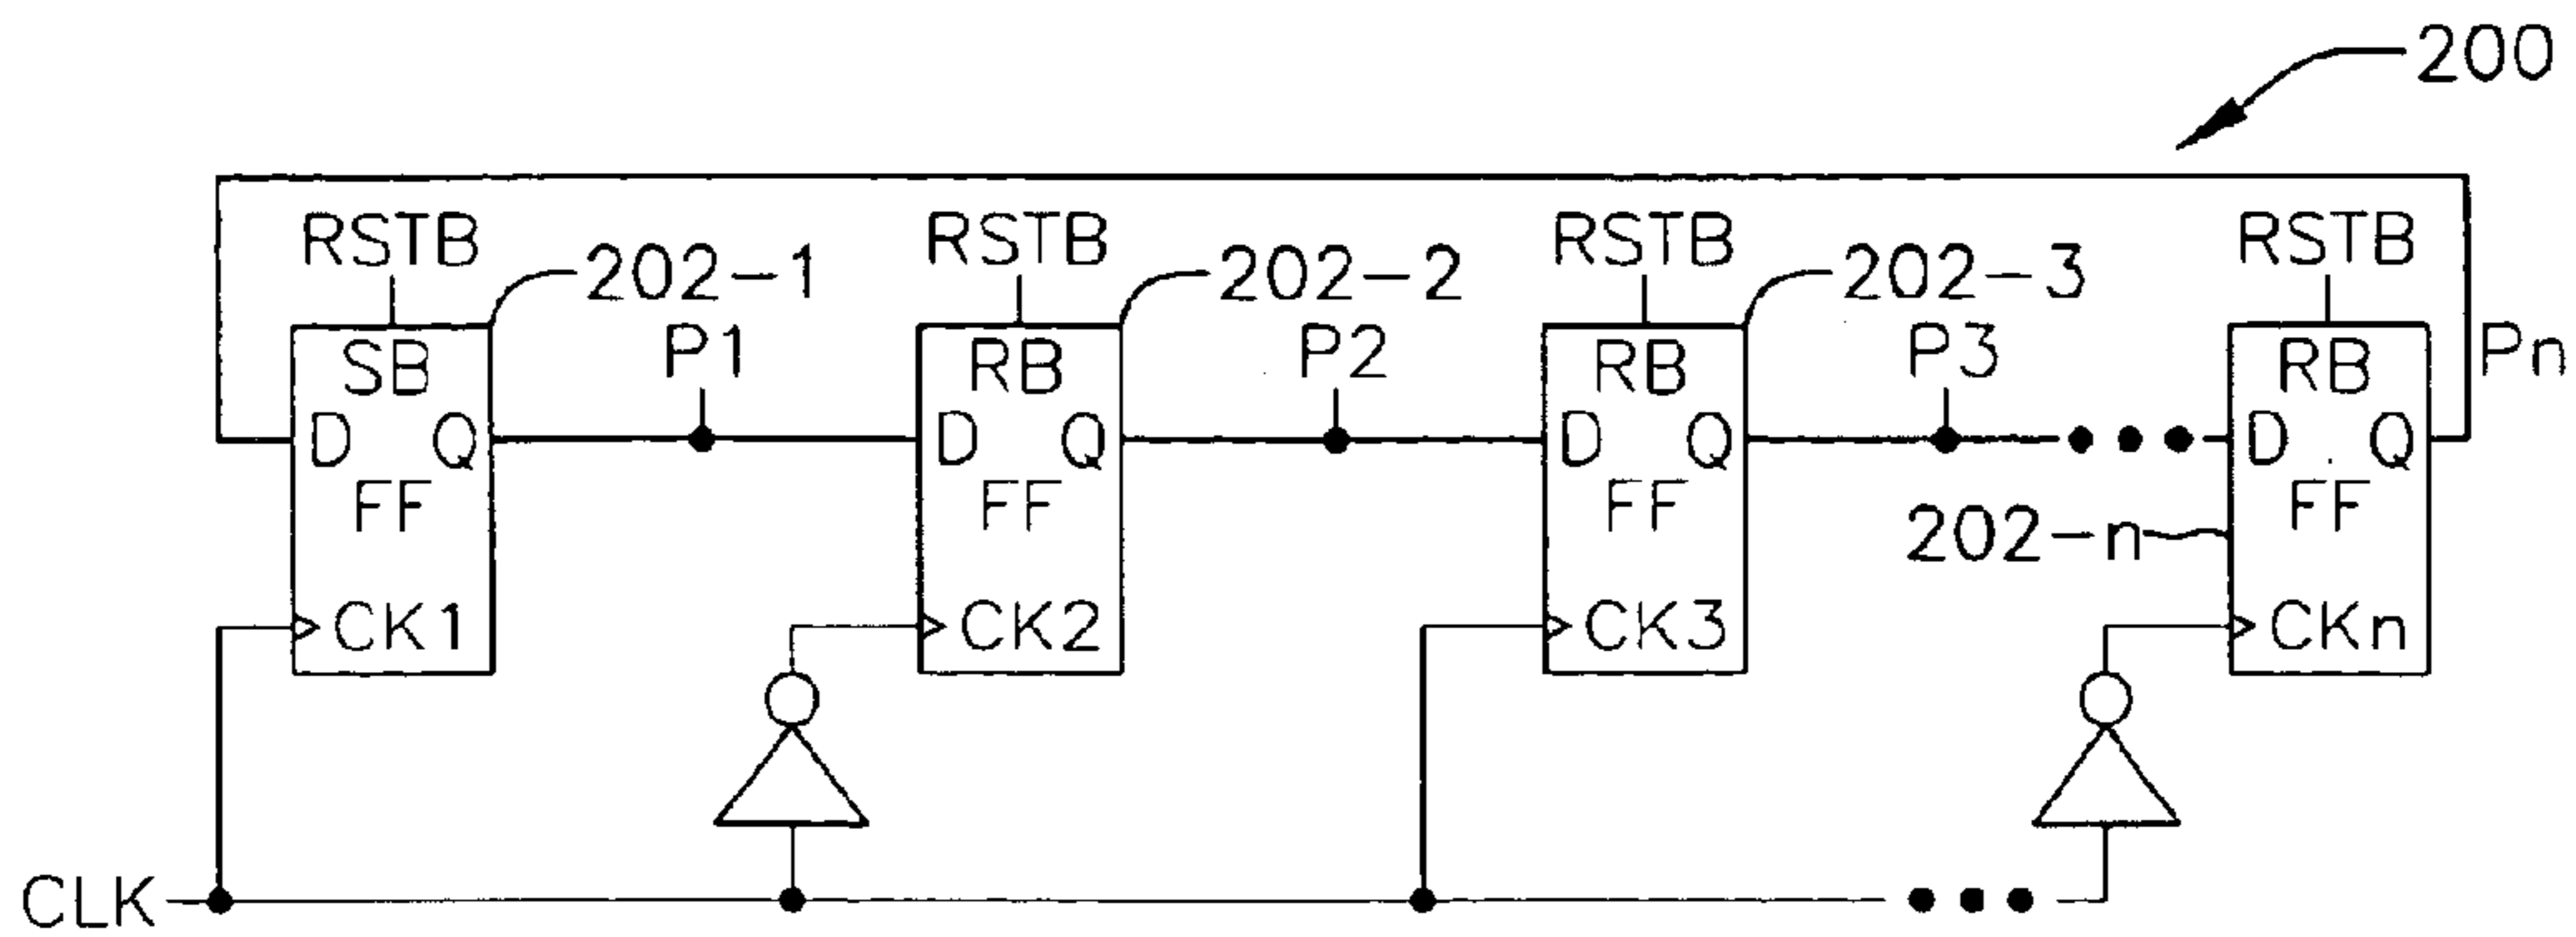 200
RSTB
202-1
RSTB
202-2
RSTB
202-3
RSTB
SB
P1
RB
P2
RB
P3
RB
Pn
D
Q
D
Q
D
Q
D
Q
FF
FF
FF
FF
202-n
CK1
CK2
CK3
CKn
CLK